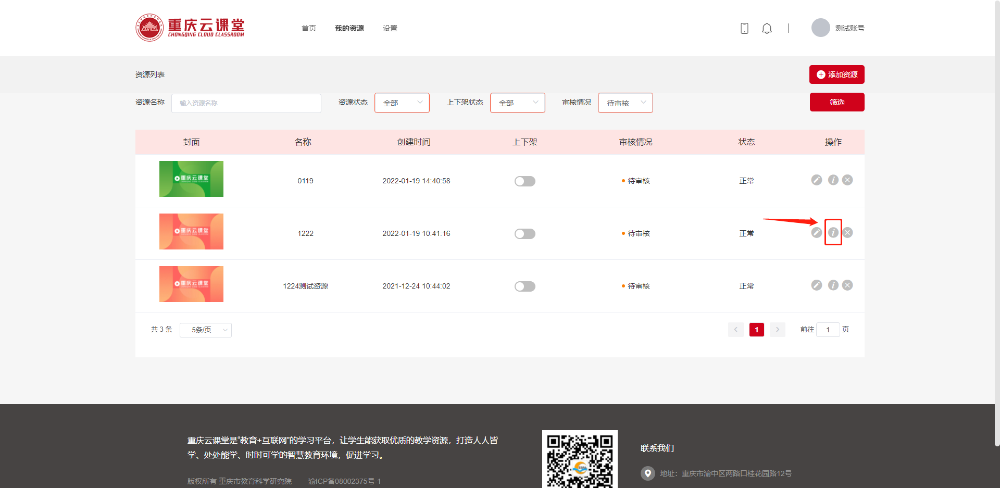 重庆云课堂
CHONGQING CLOUD CLASSROOM
首页 我的资源 设置
测试账号
资源列表
添加资源
资源名称 输入资源名称 资源状态 全部 上下架状态 全部 审核情况 待审核 筛选
封面 名称 创建时间 上下架 审核情况 状态 操作
重庆云课堂
0119 2022-01-19 14:40:58 待审核 正常
重庆云课堂
1222 2022-01-19 10:41:16 待审核 正常
重庆云课堂
1224测试资源 2021-12-24 10:44:02 待审核 正常
共 3 条 5条/页 1 前往 1 页
重庆云课堂是“教育+互联网”的学习平台，让学生能获取优质的教学资源，打造人人皆
学、处处能学、时时可学的智慧教育环境，促进学习。
版权所有 重庆市教育科学研究院 渝ICP备08002375号-1
联系我们
地址：重庆市渝中区两路口桂花园路12号